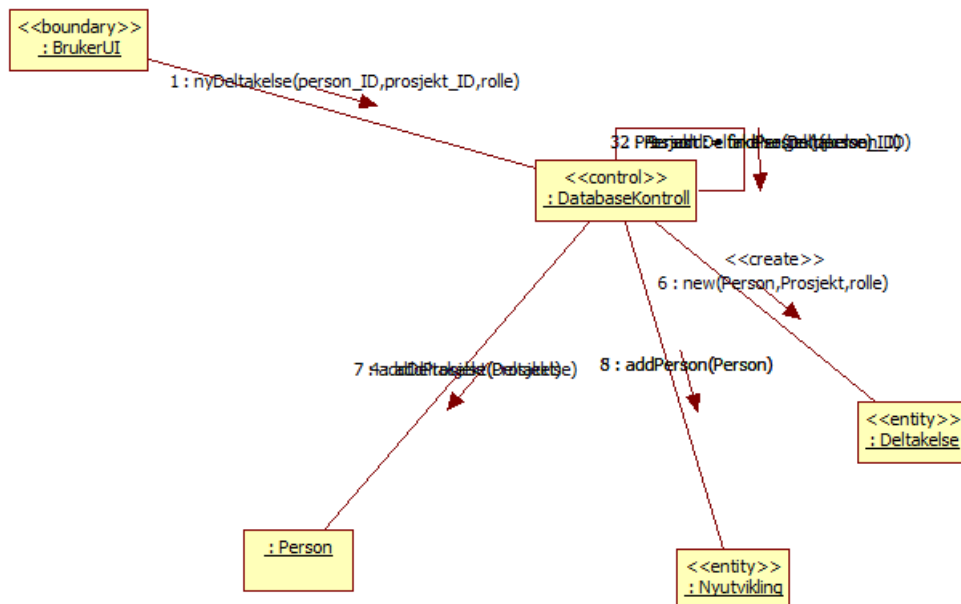 <<boundary>>
: BrukerUI
1 : nyDeltakelse(person_ID,prosjekt_ID,rolle)
<<control>>
: DatabaseKontroll
<<create>>
6 : new(Person,Prosjekt,rolle)
: addPerson(Person)
<<entity>>
: Deltakelse
: Person
<<entity>>
: Nyutvikling